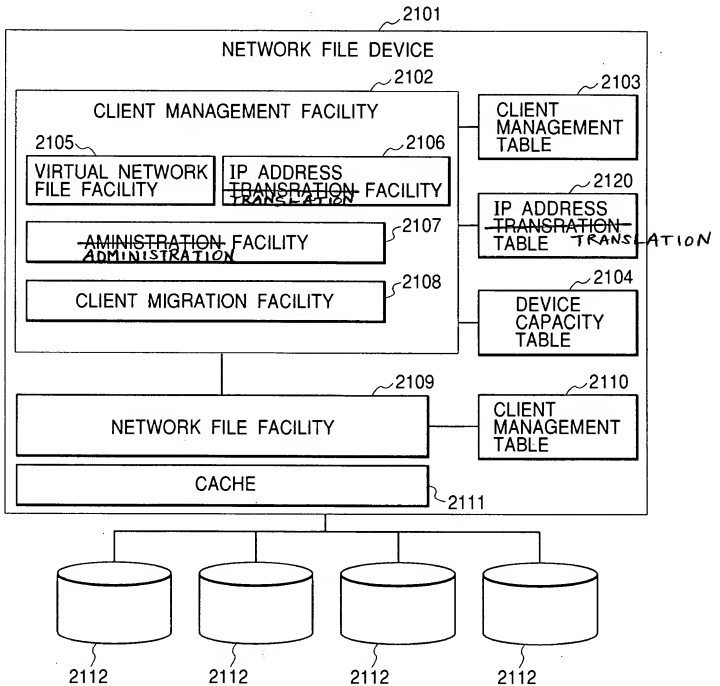 2101
NETWORK FILE DEVICE
2102
CLIENT MANAGEMENT FACILITY
2103
CLIENT
MANAGEMENT
TABLE
2105
VIRTUAL NETWORK
FILE FACILITY
2106
IP ADDRESS
TRANSRATION FACILITY
TRANSLATION
2120
IP ADDRESS
TRANSRATION
TABLE TRANSLATION
AMINISTRATION FACILITY
ADMINISTRATION
2107
CLIENT MIGRATION FACILITY
2108
2104
DEVICE
CAPACITY
TABLE
2109
NETWORK FILE FACILITY
2110
CLIENT
MANAGEMENT
TABLE
CACHE
2111
2112
2112
2112
2112